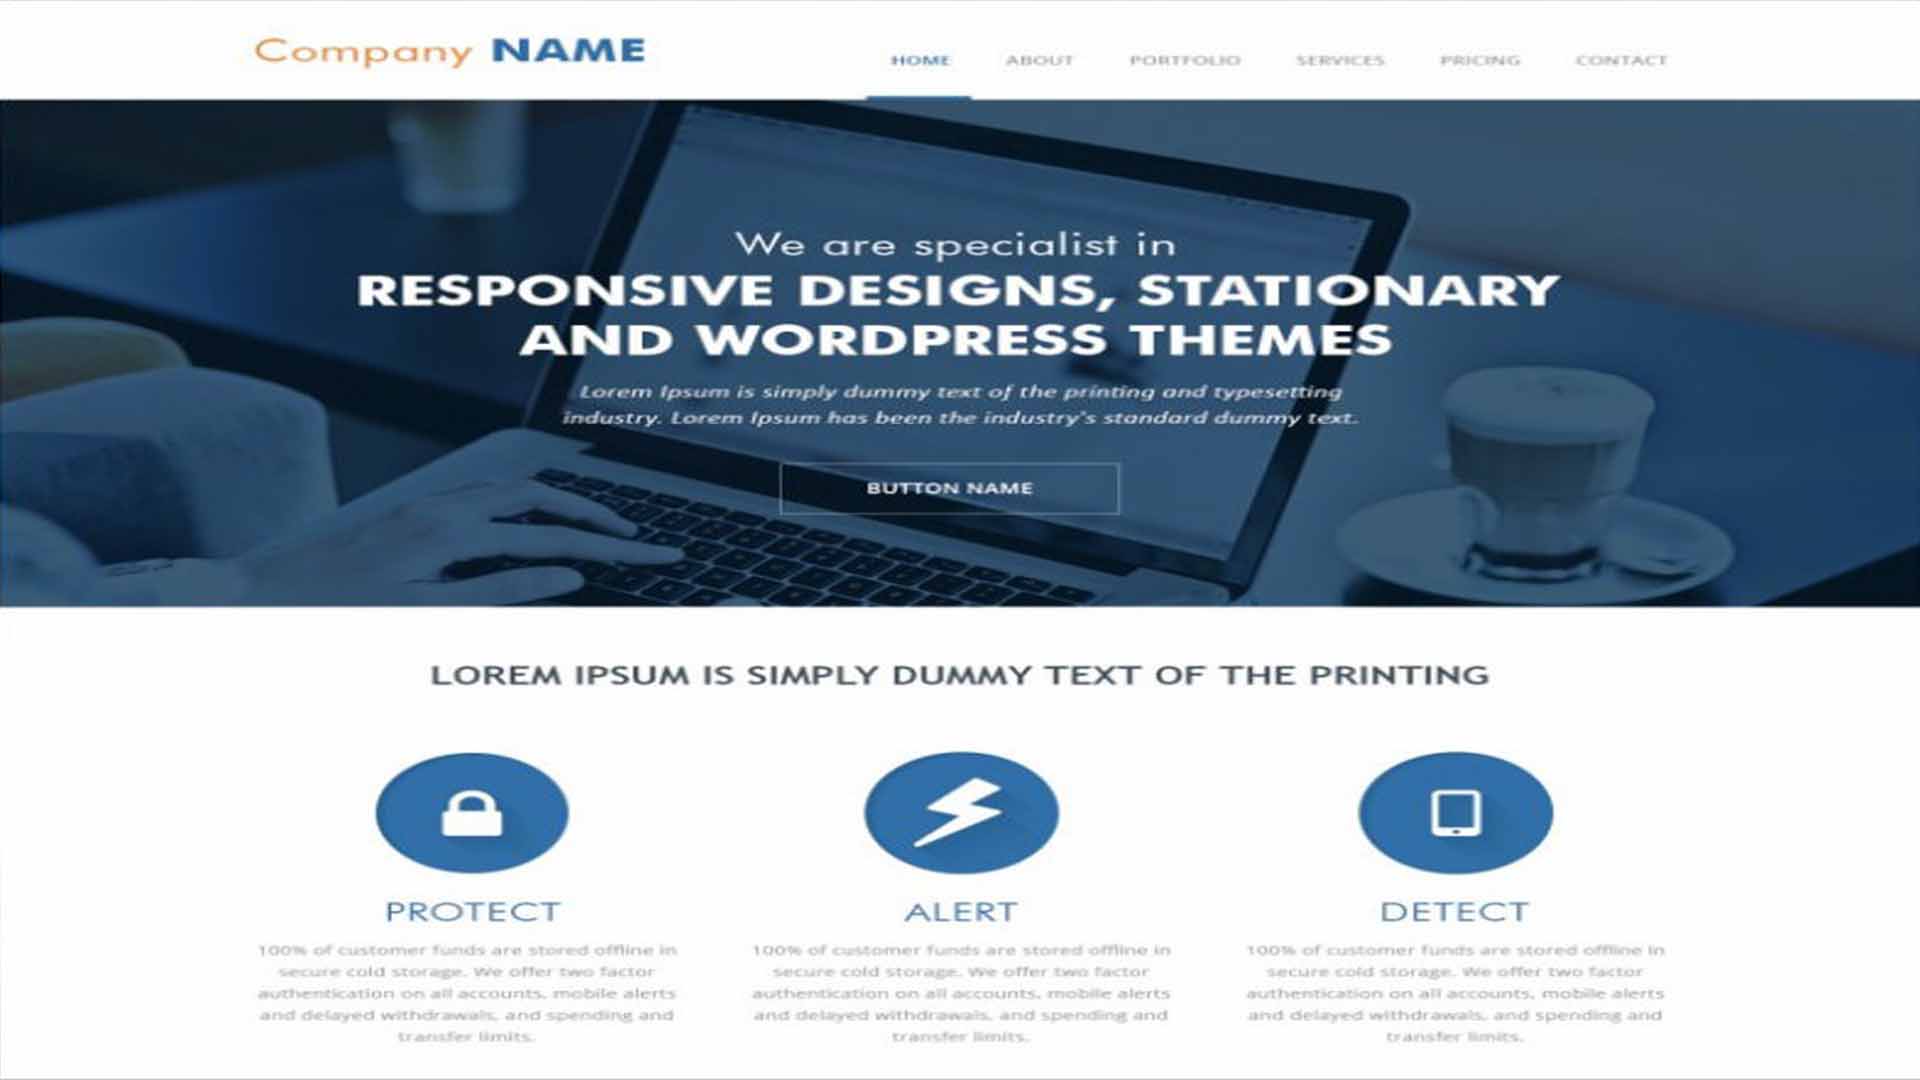 Company NAME
HOME ABOUT PORTFOLIO SERVICES PRICING CONTACT
We are specialist in
RESPONSIVE DESIGNS, STATIONARY
AND WORDPRESS THEMES
Lorem Ipsum is simply dummy text of the printing and typesetting
industry. Lorem Ipsum has been the industry's standard dummy text.
BUTTON NAME
LOREM IPSUM IS SIMPLY DUMMY TEXT OF THE PRINTING
PROTECT
100% of customer funds are stored offline in
secure cold storage. We offer two factor
authentication on all accounts, mobile alerts
and delayed withdrawals, and spending and
transfer limits.
ALERT
100% of customer funds are stored offline in
secure cold storage. We offer two factor
authentication on all accounts, mobile alerts
and delayed withdrawals, and spending and
transfer limits.
DETECT
100% of customer funds are stored offline in
secure cold storage. We offer two factor
authentication on all accounts, mobile alerts
and delayed withdrawals, and spending and
transfer limits.